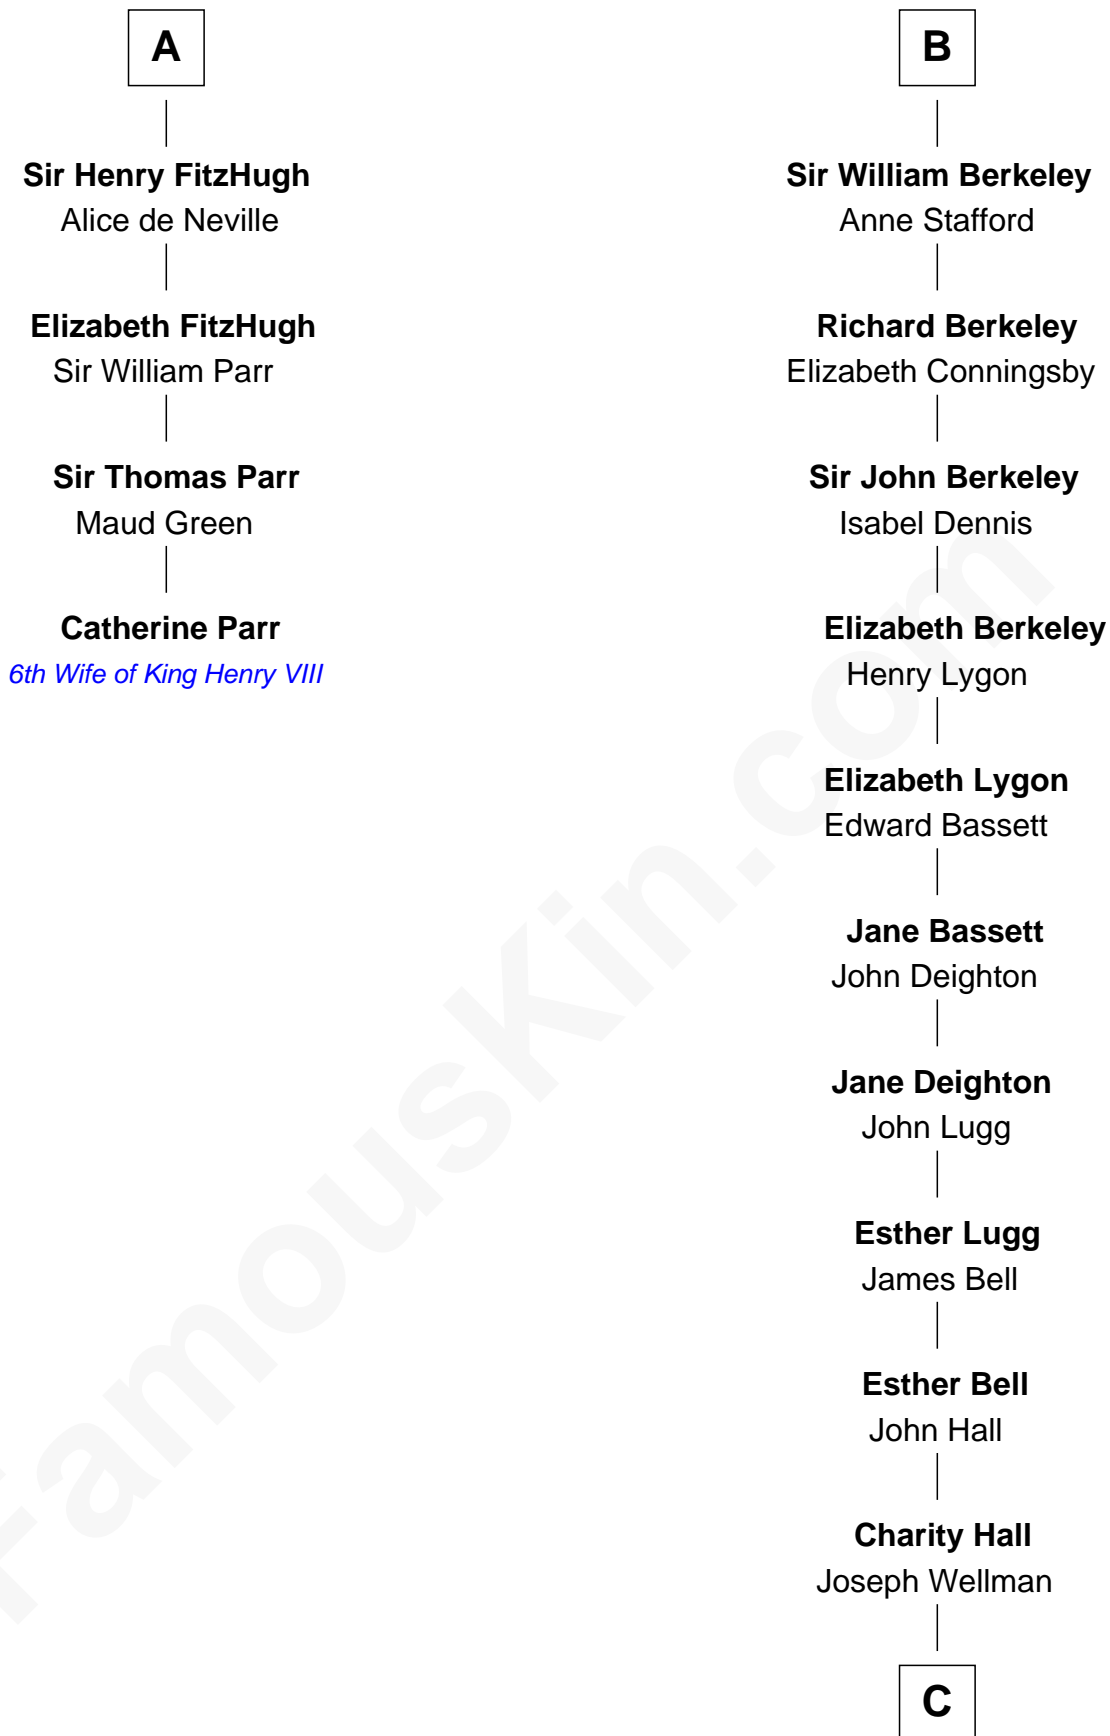 A
Sir Henry FitzHugh
Alice de Neville
Elizabeth FitzHugh
Sir William Parr
Sir Thomas Parr
Maud Green
Catherine Parr
6th Wife of King Henry VIII
B
Sir William Berkeley
Anne Stafford
Richard Berkeley
Elizabeth Conningsby
Sir John Berkeley
Isabel Dennis
Elizabeth Berkeley
Henry Lygon
Elizabeth Lygon
Edward Bassett
Jane Bassett
John Deighton
Jane Deighton
John Lugg
Esther Lugg
James Bell
Esther Bell
John Hall
Charity Hall
Joseph Wellman
C
FamousKin.com